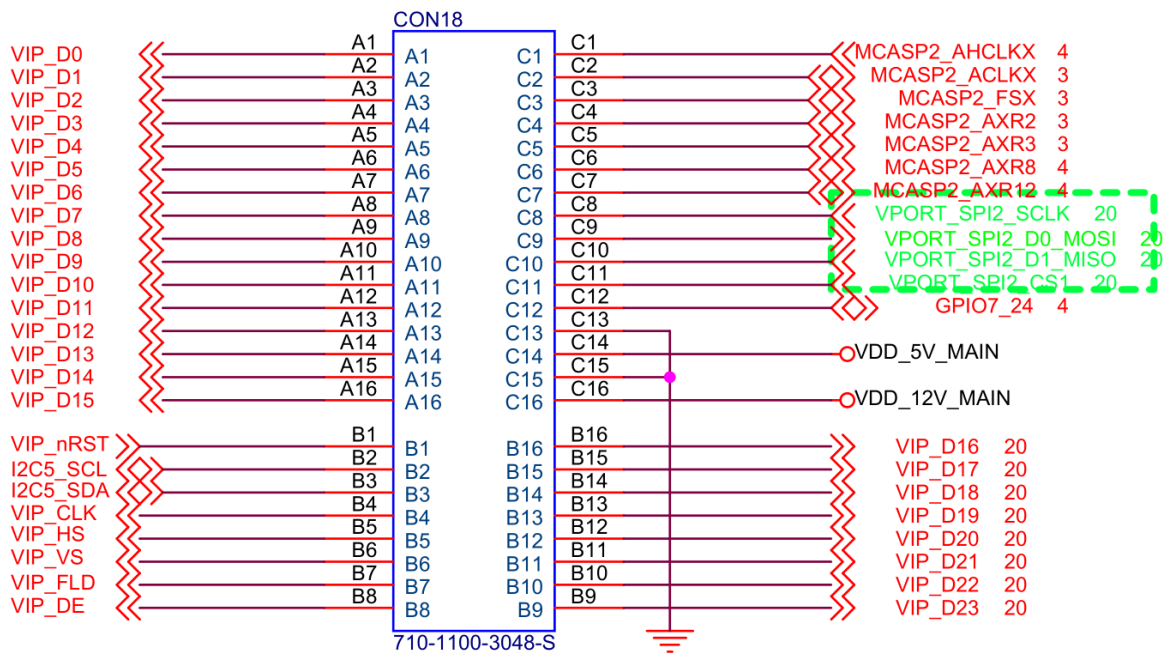 CON18
VIP_D0 A1 A1 C1 C1 MCASP2_AHCLKX 4
VIP_D1 A2 A2 C2 C2 MCASP2_ACLKX 3
VIP_D2 A3 A3 C3 C3 MCASP2_FSX 3
VIP_D3 A4 A4 C4 C4 MCASP2_AXR2 3
VIP_D4 A5 A5 C5 C5 MCASP2_AXR3 3
VIP_D5 A6 A6 C6 C6 MCASP2_AXR8 4
VIP_D6 A7 A7 C7 C7 MCASP2_AXR12 4
VIP_D7 A8 A8 C8 C8 VPORT_SPI2_SCLK 20
VIP_D8 A9 A9 C9 C9 VPORT_SPI2_D0_MOSI 20
VIP_D9 A10 A10 C10 C10 VPORT_SPI2_D1_MISO 20
VIP_D10 A11 A11 C11 C11 VPORT_SPI2_CS1 20
VIP_D11 A12 A12 C12 C12 GPIO7_24 4
VIP_D12 A13 A13 C13 C13
VIP_D13 A14 A14 C14 C14 VDD_5V_MAIN
VIP_D14 A15 A15 C15 C15
VIP_D15 A16 A16 C16 C16 VDD_12V_MAIN
VIP_nRST B1 B1 B16 B16 VIP_D16 20
I2C5_SCL B2 B2 B15 B15 VIP_D17 20
I2C5_SDA B3 B3 B14 B14 VIP_D18 20
VIP_CLK B4 B4 B13 B13 VIP_D19 20
VIP_HS B5 B5 B12 B12 VIP_D20 20
VIP_VS B6 B6 B11 B11 VIP_D21 20
VIP_FLD B7 B7 B10 B10 VIP_D22 20
VIP_DE B8 B8 B9 B9 VIP_D23 20
710-1100-3048-S